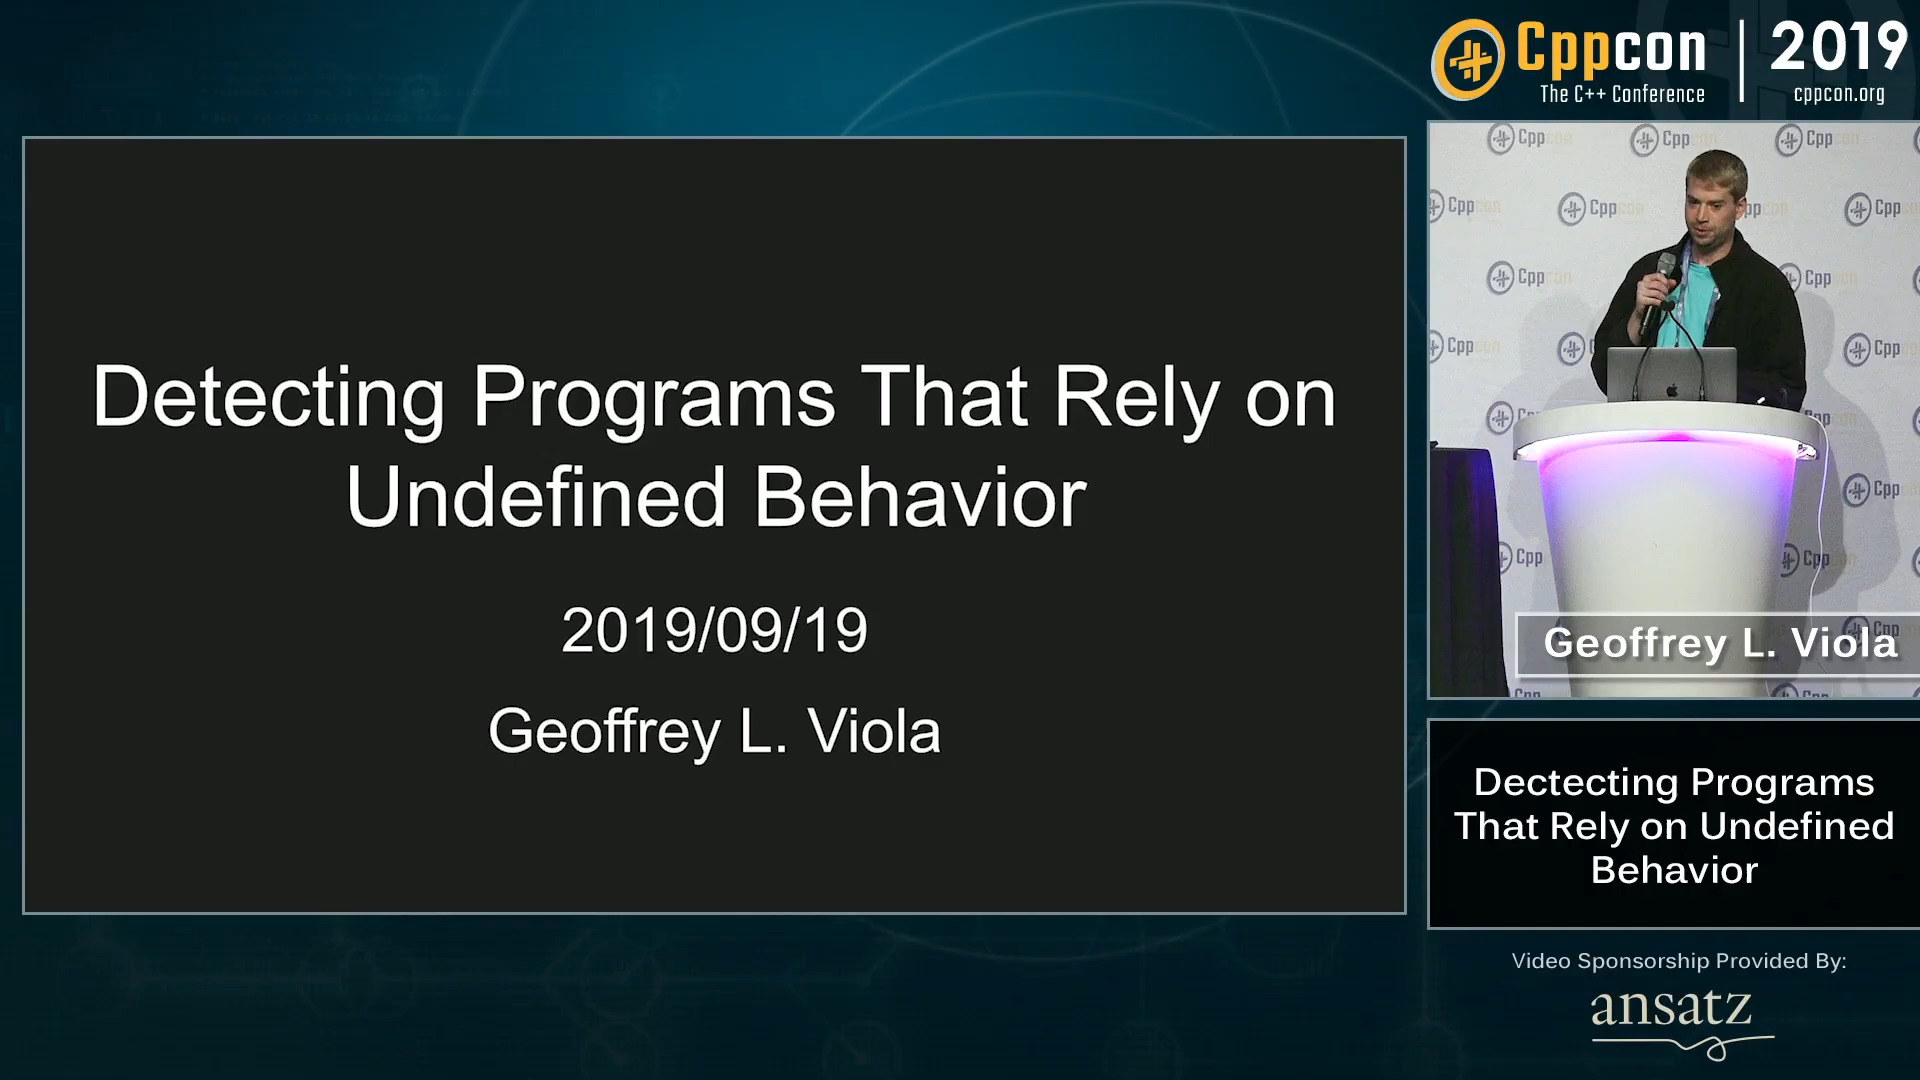 Cppcon
The C++ Conference
2019
cppcon.org
Detecting Programs That Rely on
Undefined Behavior
2019/09/19
Geoffrey L. Viola
Geoffrey L. Viola
Dectecting Programs
That Rely on Undefined
Behavior
Video Sponsorship Provided By:
ansatz